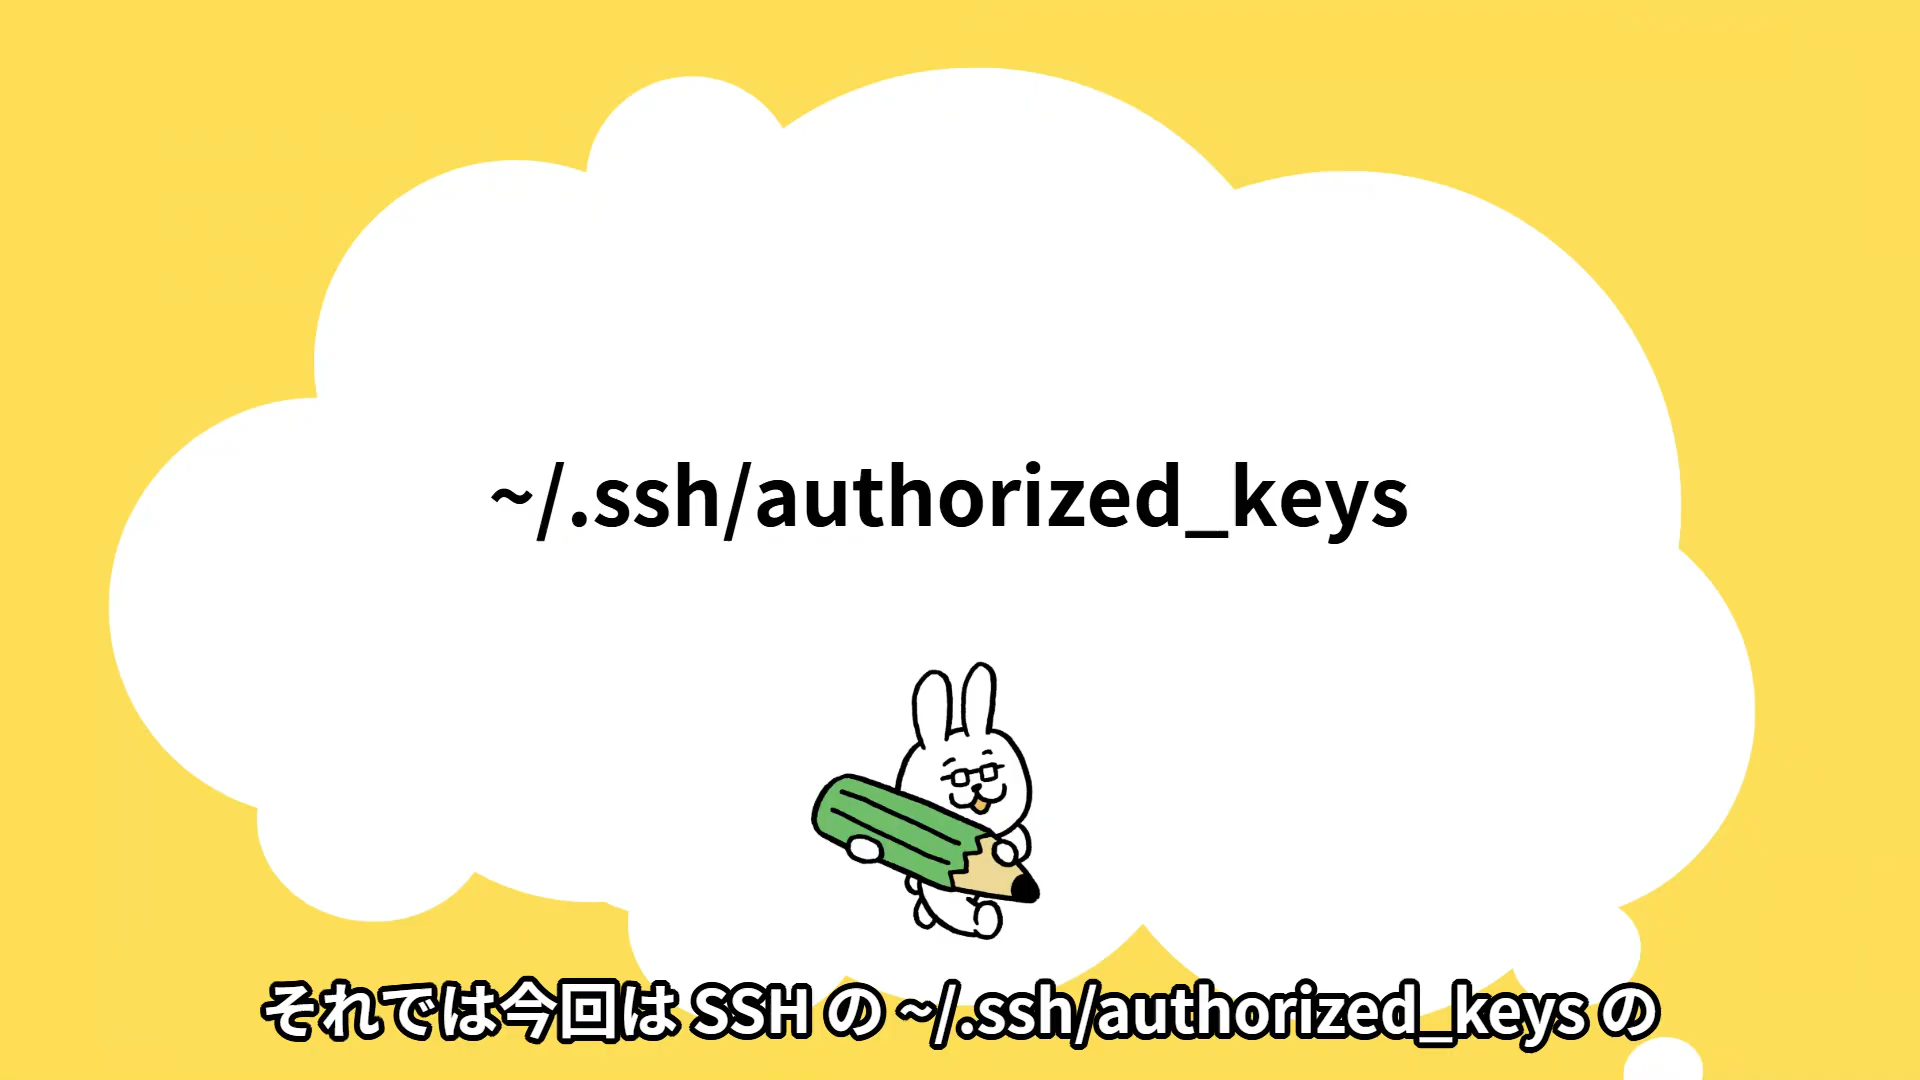 ~/.ssh/authorized_keys
それでは今回は SSH の ~/.ssh/authorized_keys の